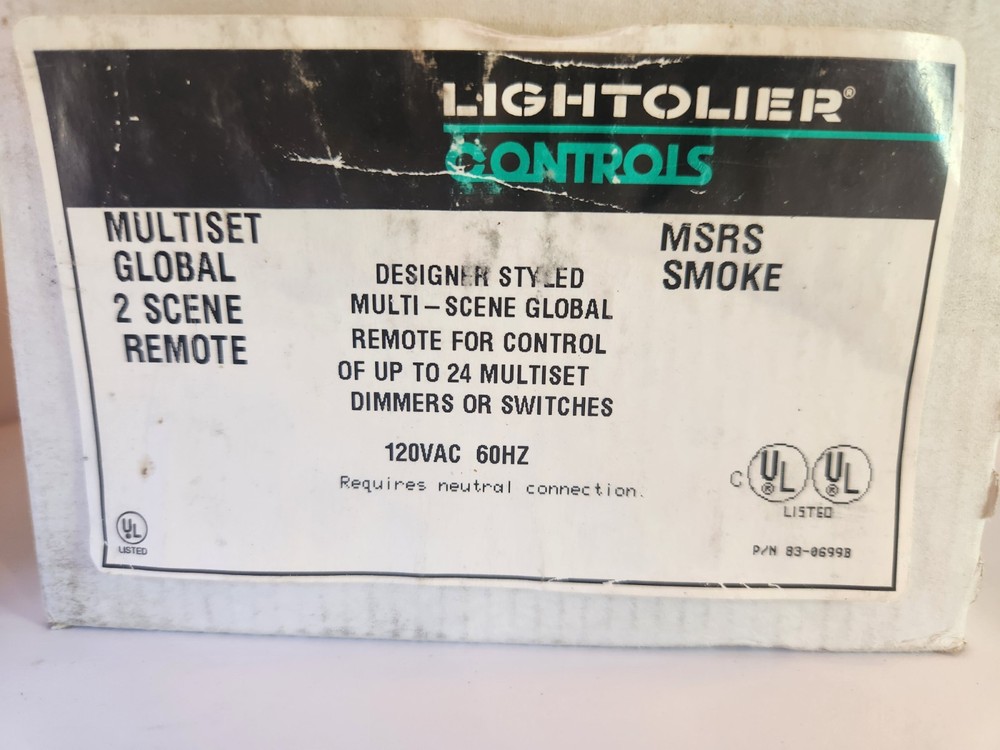 LIGHTOLIER®
CONTROLS
MULTISET
GLOBAL
2 SCENE
REMOTE
DESIGNER STYLED
MULTI-SCENE GLOBAL
REMOTE FOR CONTROL
OF UP TO 24 MULTISET
DIMMERS OR SWITCHES
120VAC 60HZ
Requires neutral connection.
MSRS
SMOKE
UL®
LISTED
C UL® UL®
LISTED
P/N 83-0699B